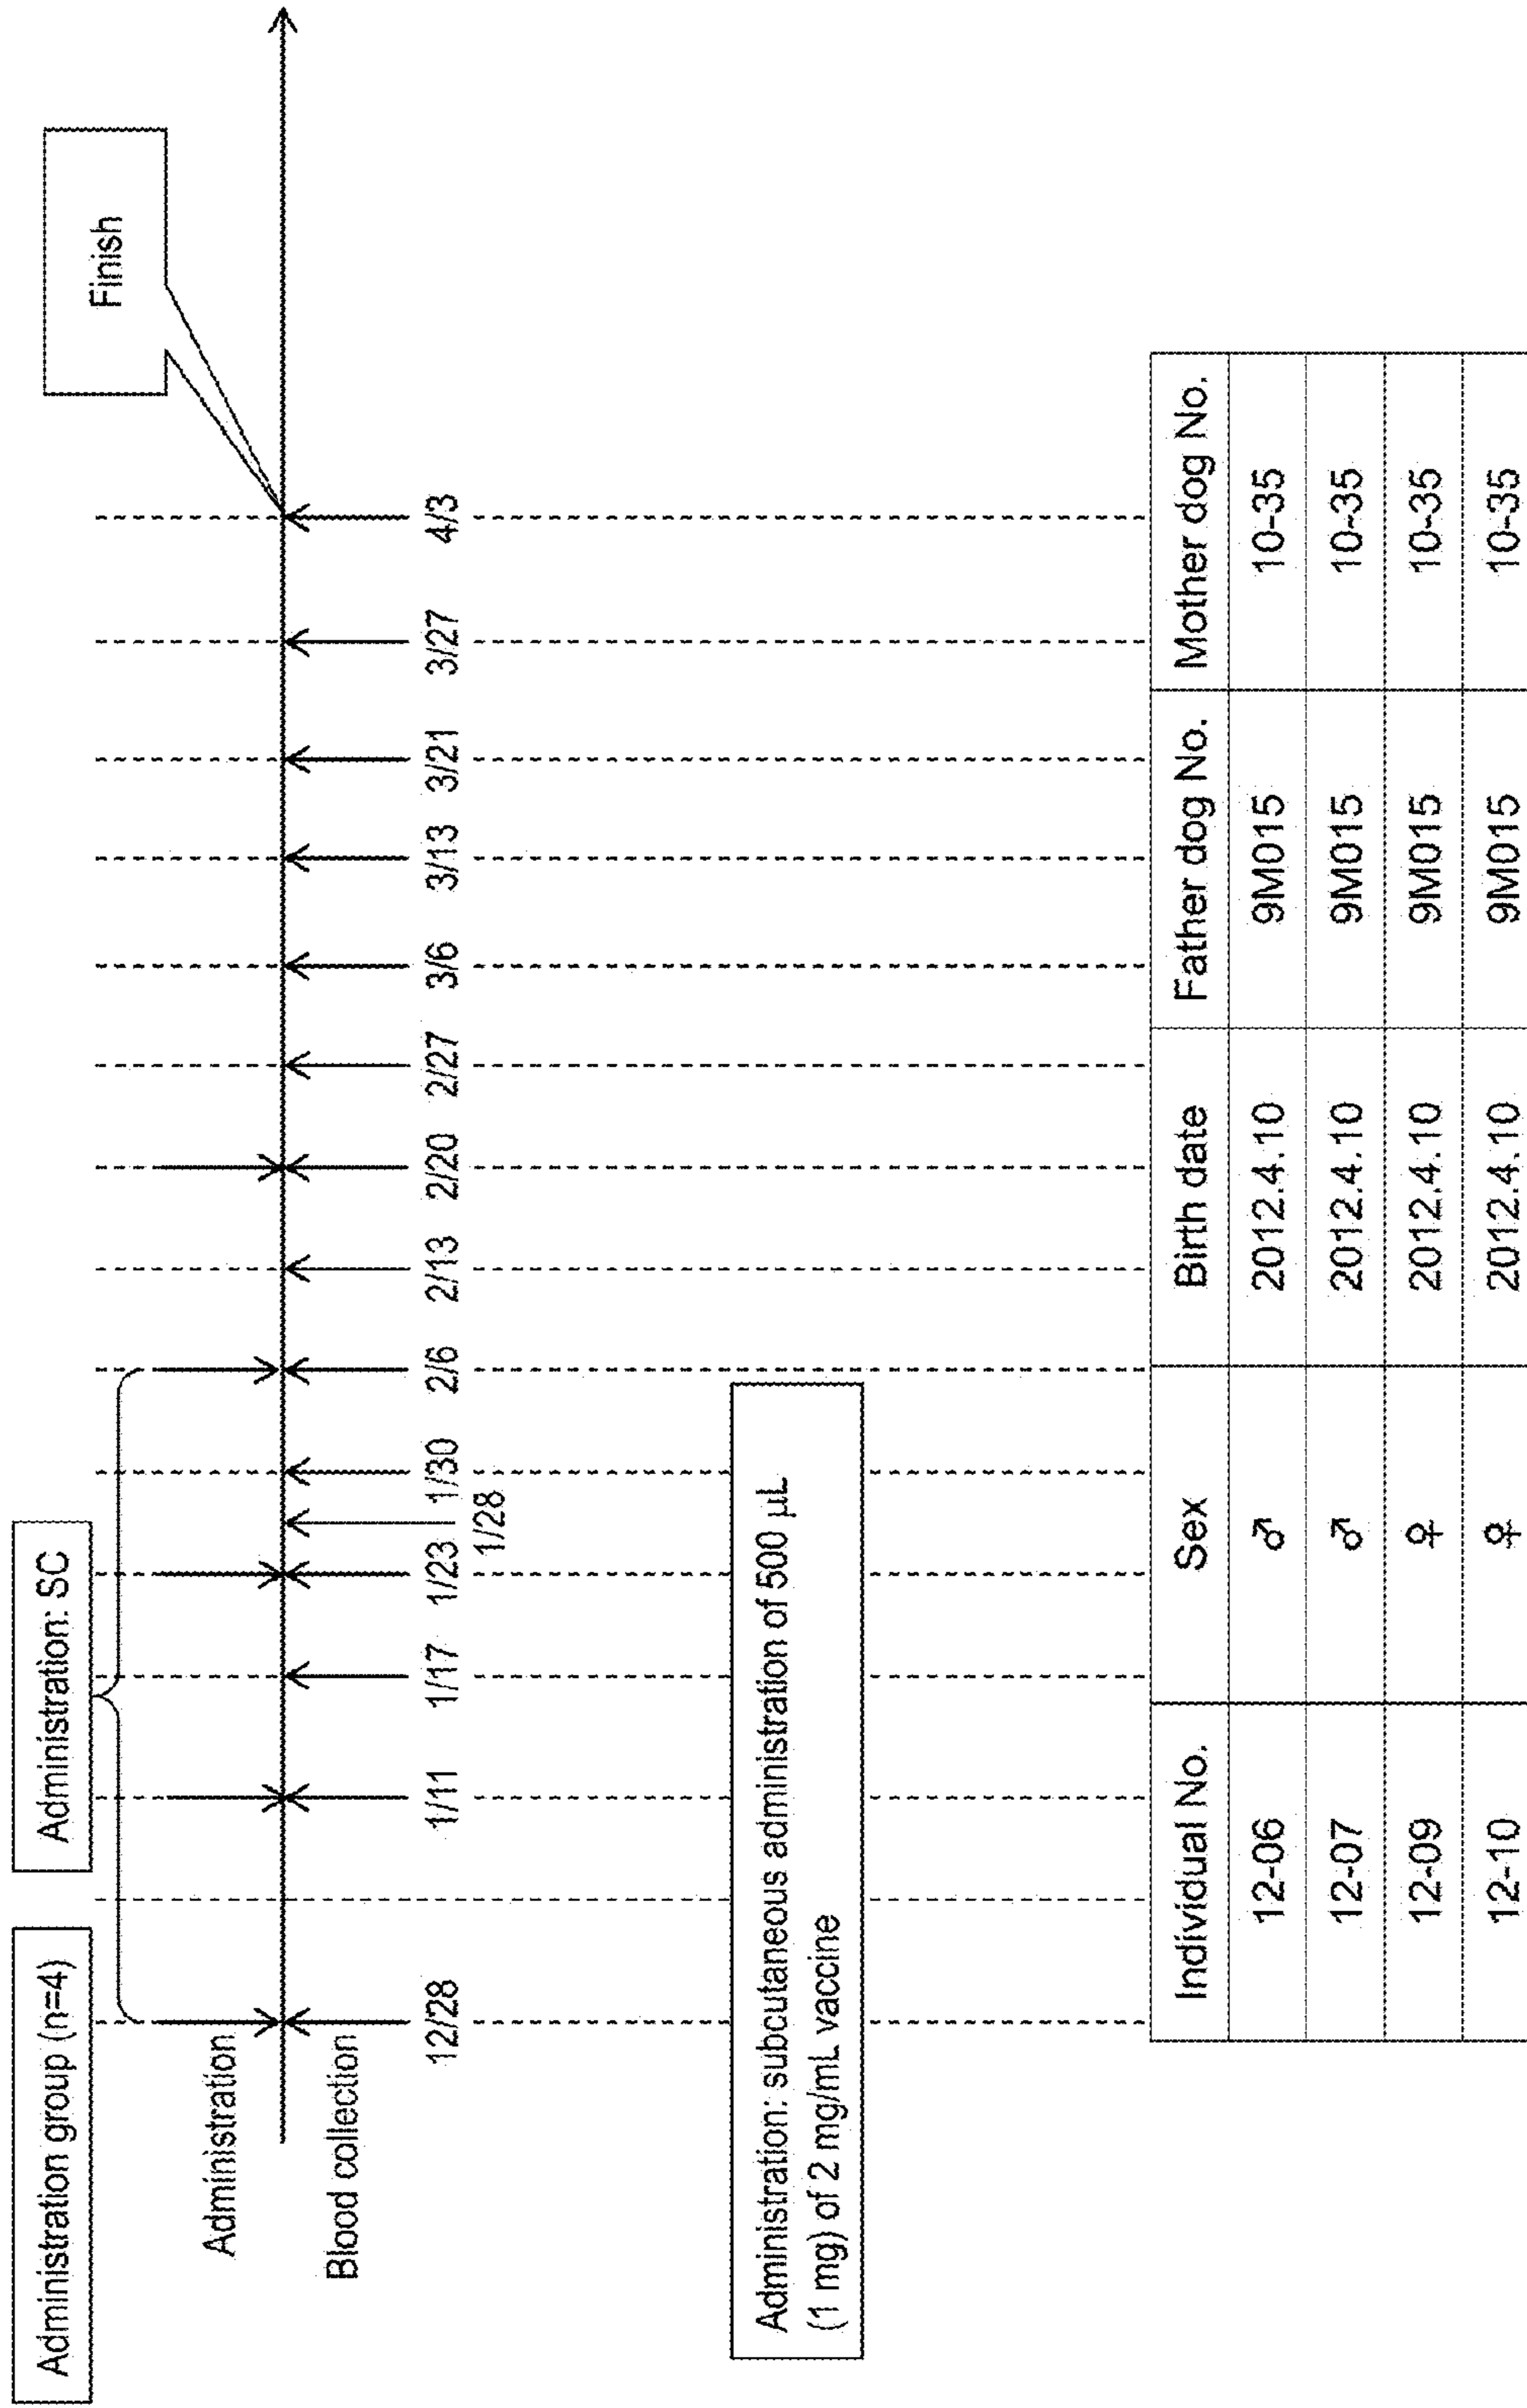 Administration group (n=4)
Administration: SC
Finish
Administration
Blood collection
12/28
1/11
1/17
1/23
1/28
1/30
2/6
2/13
2/20
2/27
3/6
3/13
3/21
3/27
4/3
Administration: subcutaneous administration of 500 µL
(1 mg) of 2 mg/mL vaccine
Individual No. Sex Birth date Father dog No. Mother dog No.
12-06 ♂ 2012.4.10 9M015 10-35
12-07 ♂ 2012.4.10 9M015 10-35
12-09 ♀ 2012.4.10 9M015 10-35
12-10 ♀ 2012.4.10 9M015 10-35